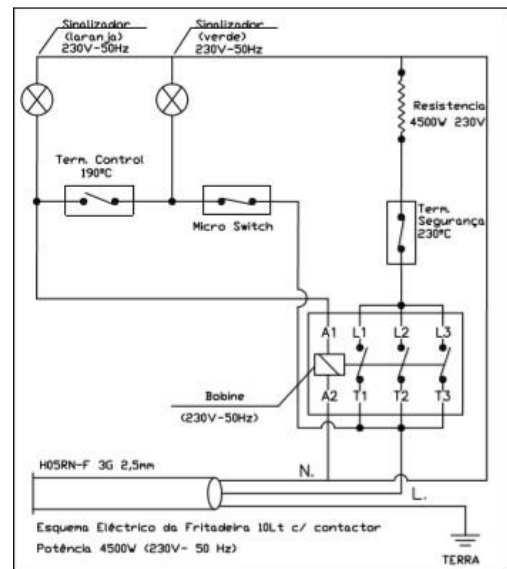 Sinalizador
(laranja)
230V-50Hz
Sinalizador
(verde)
230V-50Hz
Resistencia
4500W 230V
Term. Control
190ºC
Micro Switch
Term.
Segurança
230ºC
A1 L1 L2 L3
A2 T1 T2 T3
Bobine
(230V-50Hz)
H05RN-F 3G 2,5mm
N.
L.
Esquema Eléctrico da Fritadeira 10Lt c/ contactor
Potência 4500W (230V- 50 Hz)
TERRA